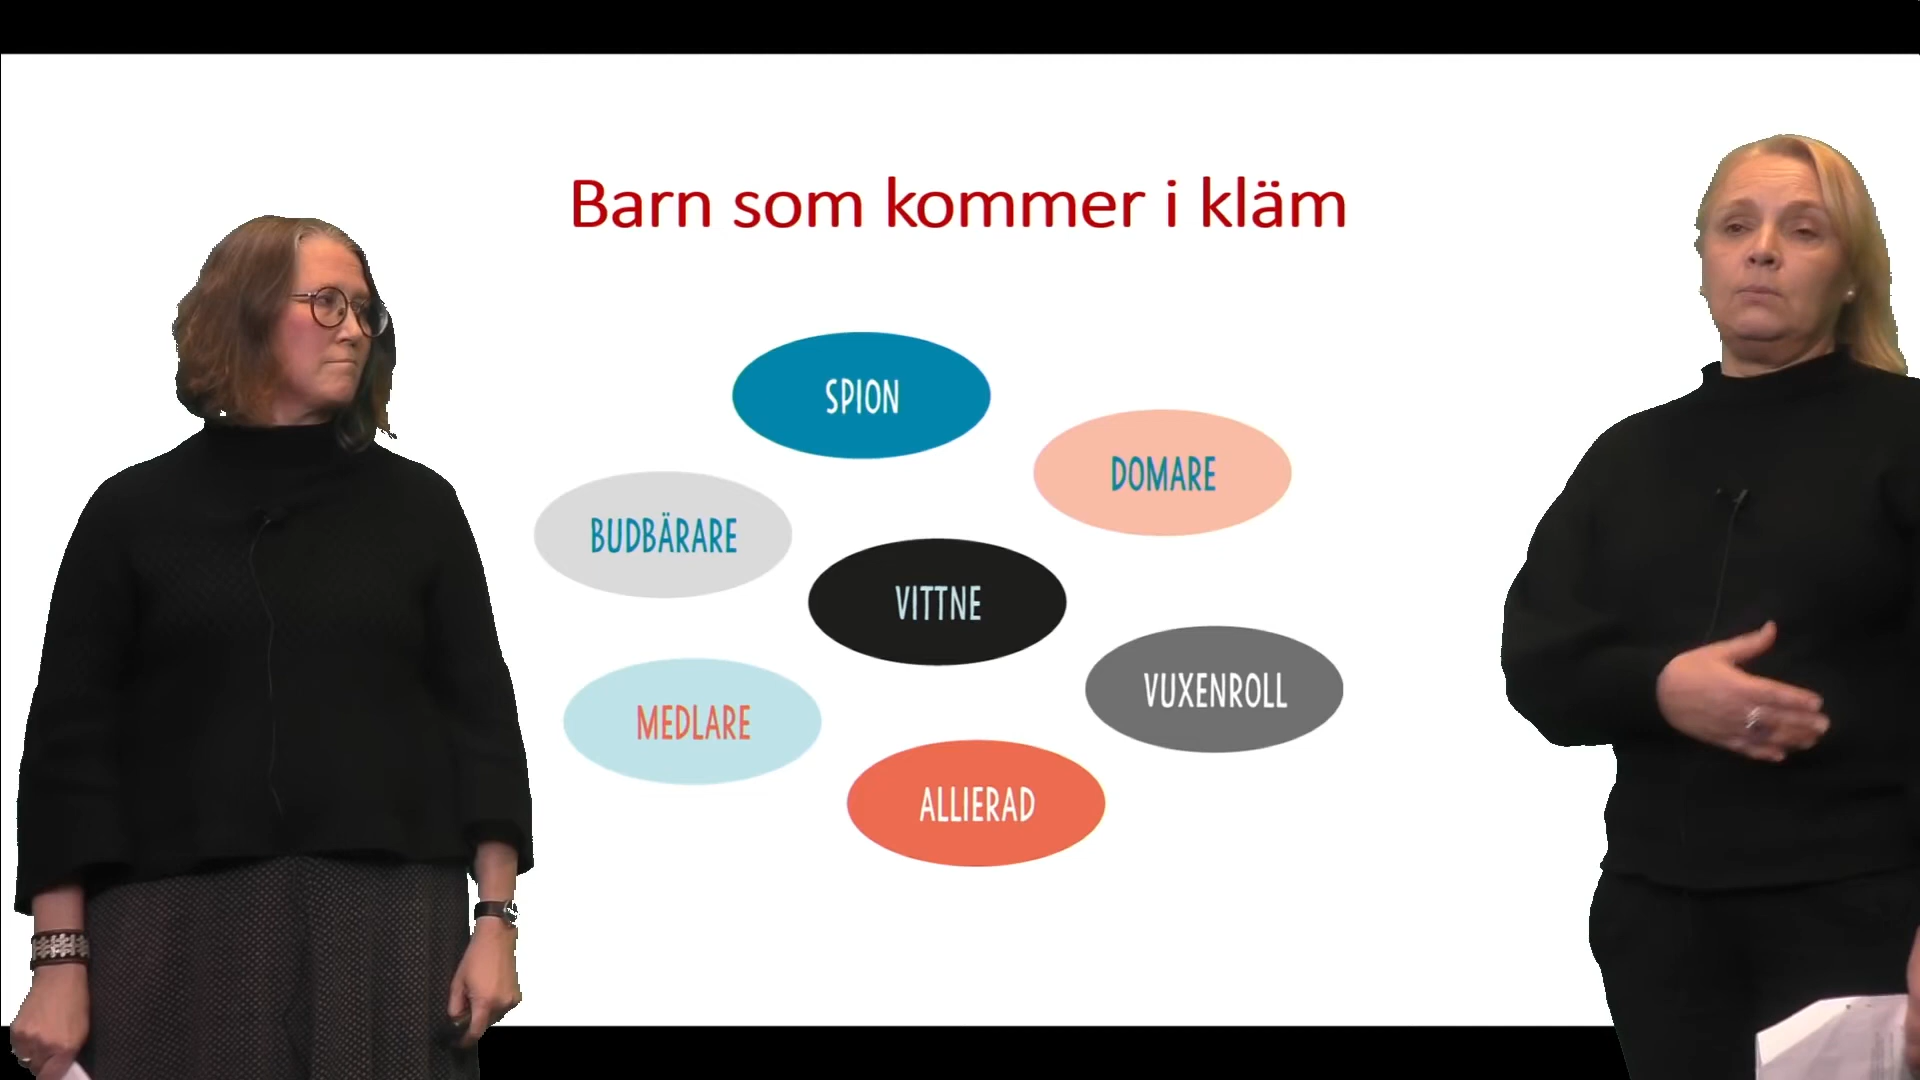 Barn som kommer i kläm
SPION
DOMARE
BUDBÄRARE
VITTNE
VUXENROLL
MEDLARE
ALLIERAD